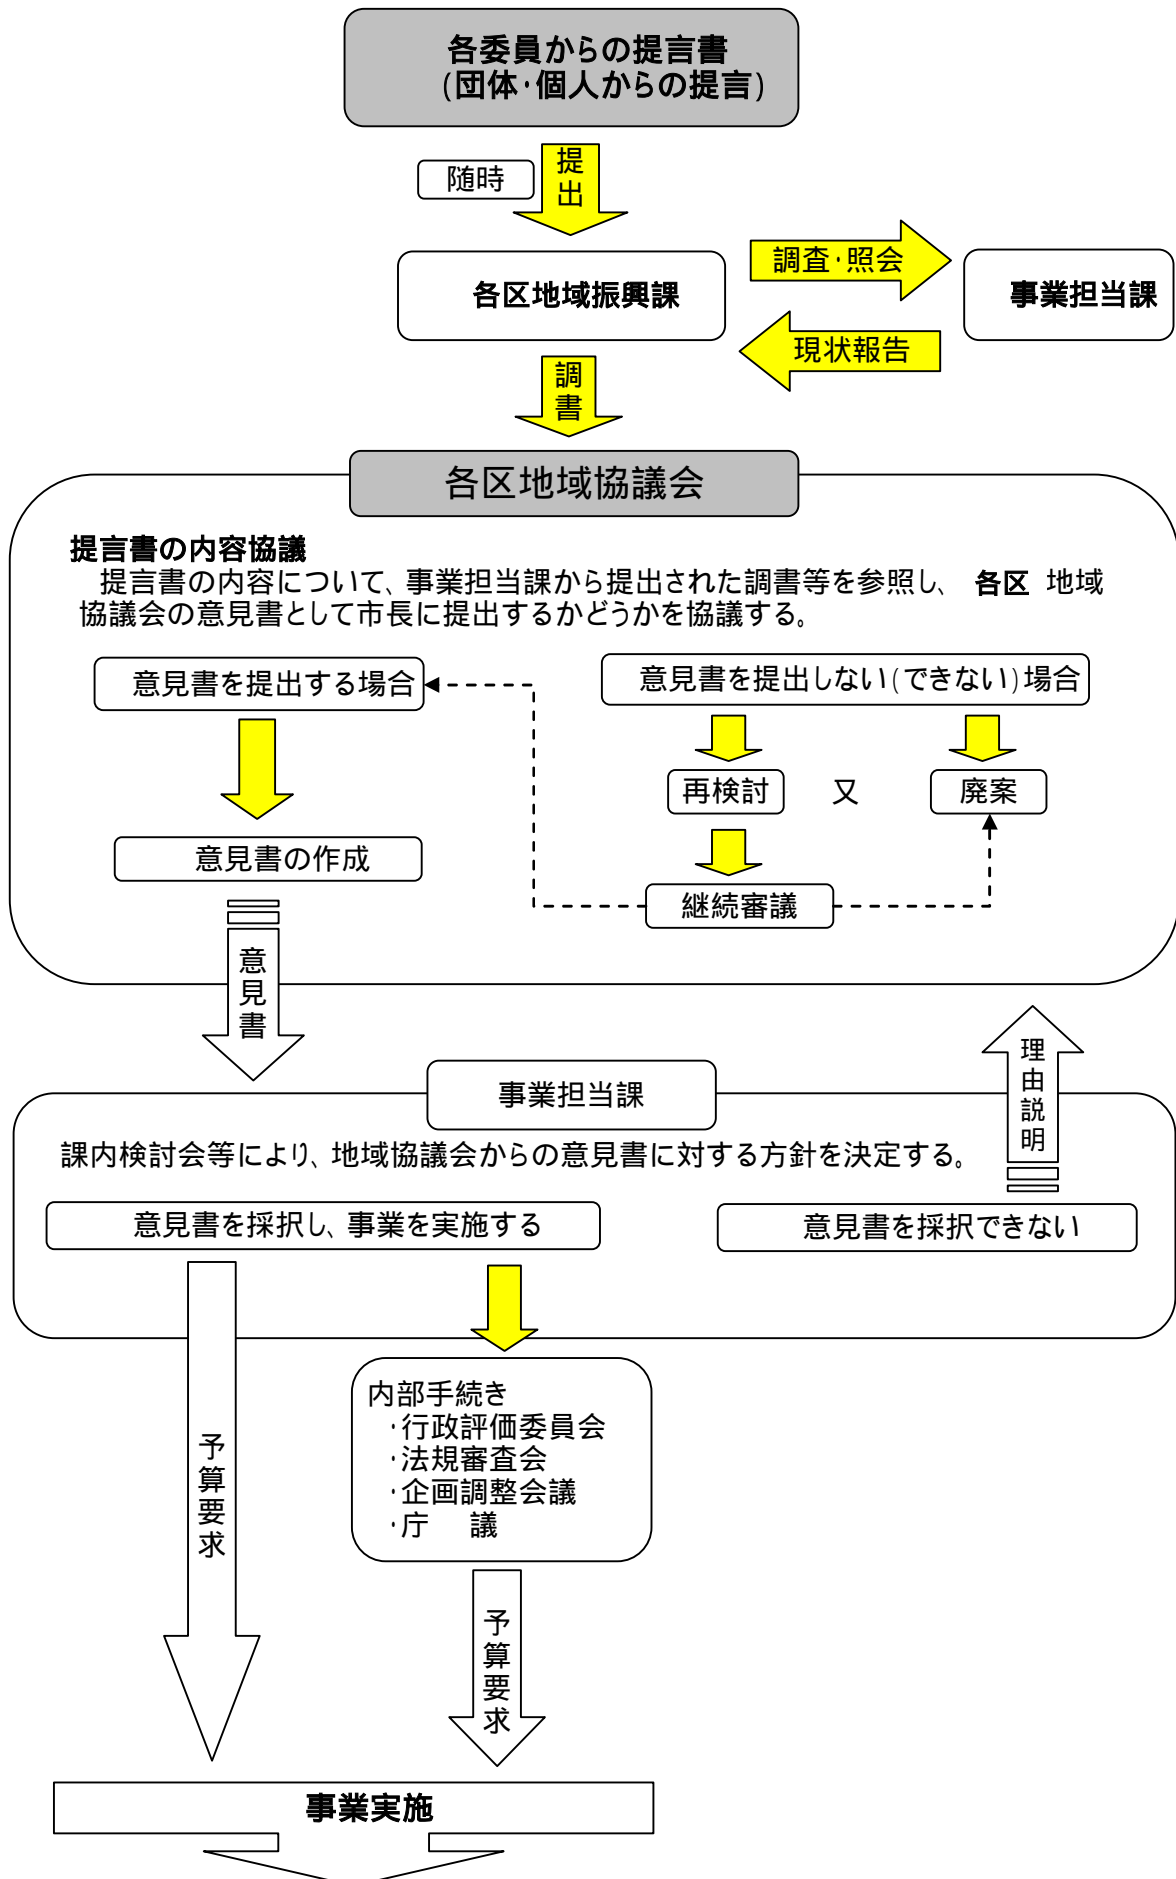 各委員からの提言書
(団体・個人からの提言)
随時
提出
各区地域振興課
調査・照会
事業担当課
現状報告
調書
各区地域協議会
提言書の内容協議
提言書の内容について、事業担当課から提出された調書等を参照し、 各区 地域
協議会の意見書として市長に提出するかどうかを協議する。
意見書を提出する場合
意見書を提出しない(できない)場合
再検討
又
廃案
意見書の作成
継続審議
意見書
理由説明
事業担当課
課内検討会等により、地域協議会からの意見書に対する方針を決定する。
意見書を採択し、事業を実施する
意見書を採択できない
内部手続き
・行政評価委員会
・法規審査会
・企画調整会議
・庁 議
予算要求
予算要求
事業実施